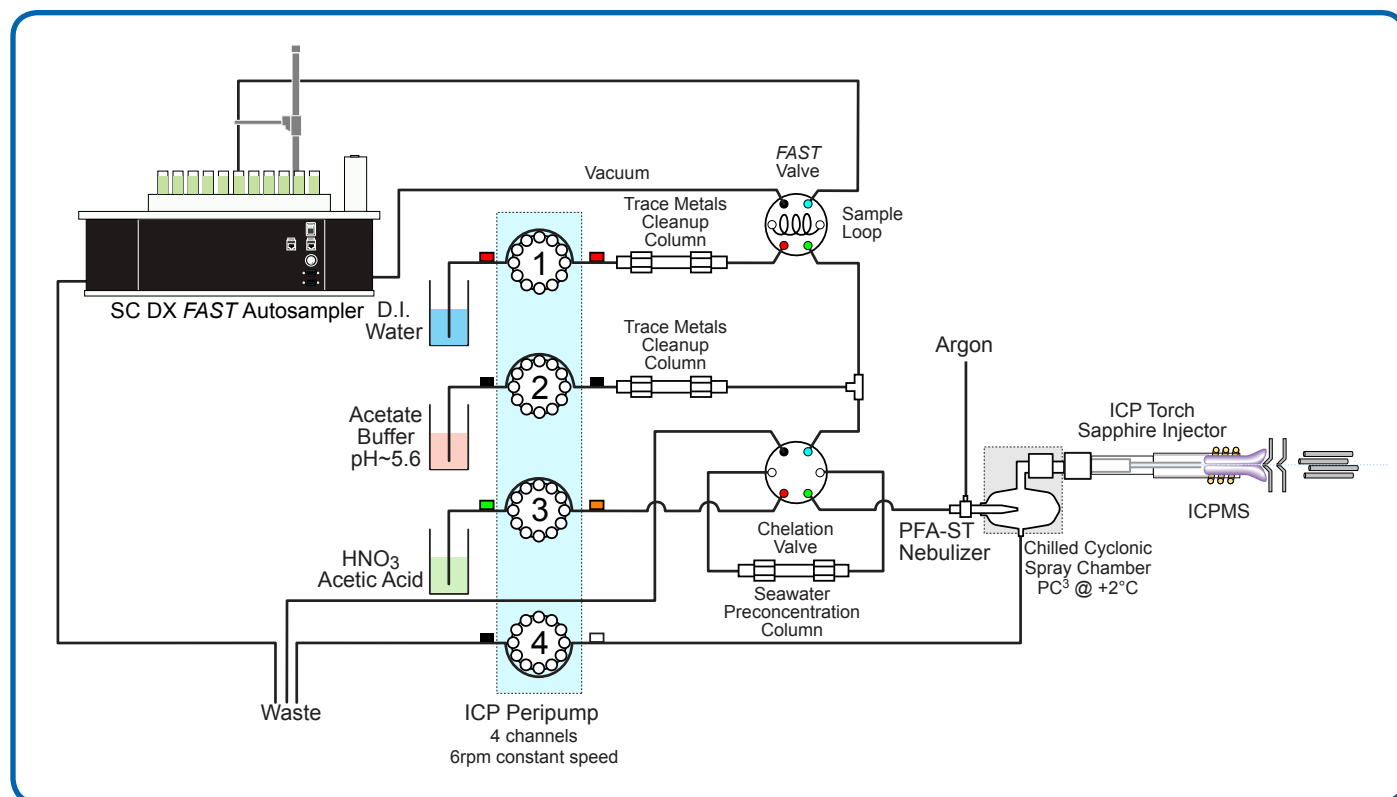 FAST
Valve
Vacuum
Trace Metals
Cleanup
Column
Sample
Loop
1
SC DX FAST Autosampler
D.I.
Water
Trace Metals
Cleanup
Column
Argon
2
Acetate
Buffer
pH~5.6
ICP Torch
Sapphire Injector
3
HNO3
Acetic Acid
Chelation
Valve
PFA-ST
Nebulizer
ICPMS
Chilled Cyclonic
Spray Chamber
PC3 @ +2°C
Seawater
Preconcentration
Column
4
Waste
ICP Peripump
4 channels
6rpm constant speed